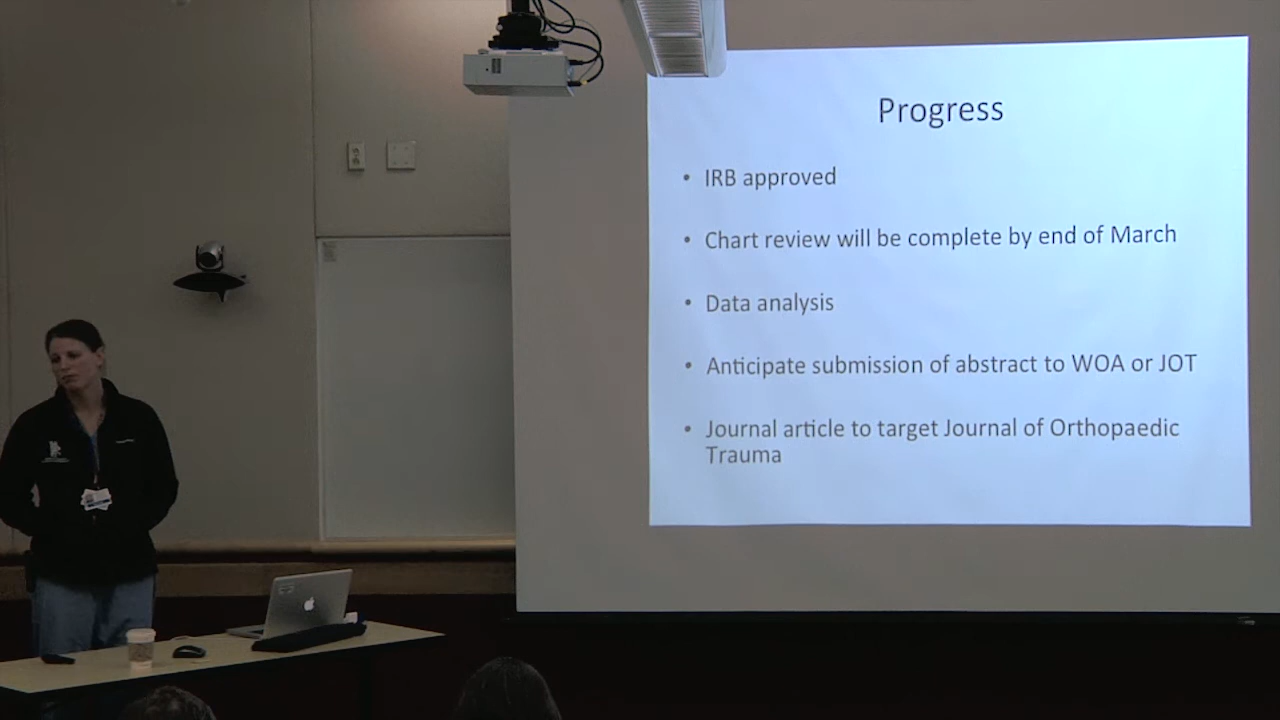 Progress
• IRB approved
• Chart review will be complete by end of March
• Data analysis
• Anticipate submission of abstract to WOA or JOT
• Journal article to target Journal of Orthopaedic
Trauma